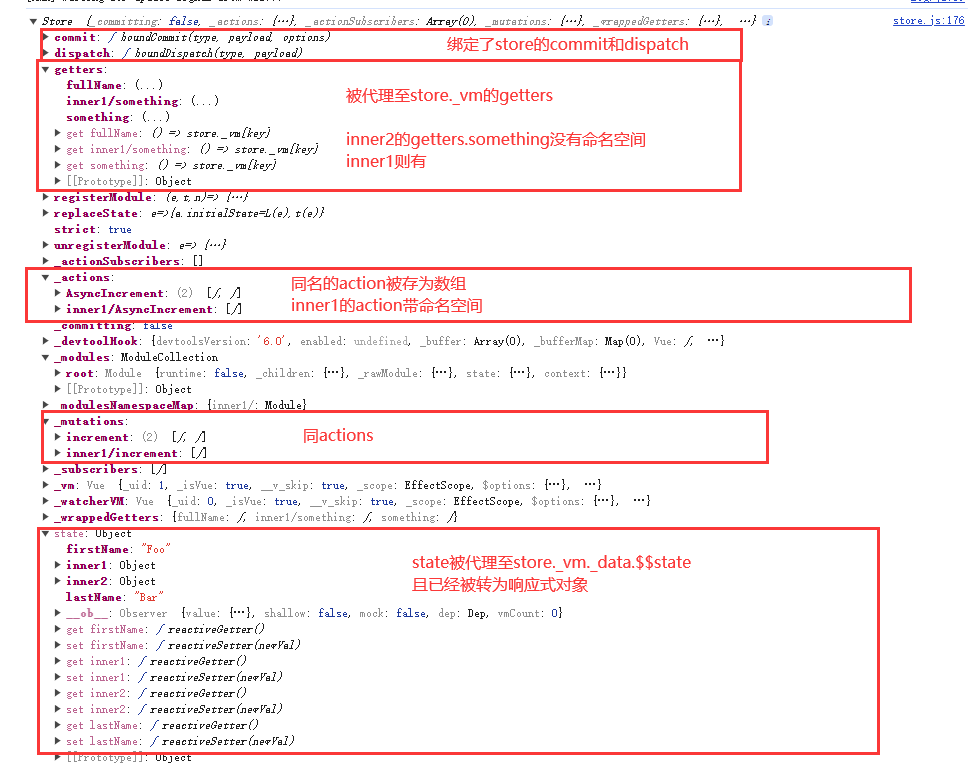 ▼ Store {_committing: false, _actions: {…}, _actionSubscribers: Array(0), _mutations: {…}, _wrappedGetters: {…}, …} i store.js:176
▶ commit: ƒ boundCommit(type, payload, options)
绑定了store的commit和dispatch
▶ dispatch: ƒ boundDispatch(type, payload)
▼ getters:
fullName: (...)
被代理至store._vm的getters
inner1/something: (...)
something: (...)
▶ get fullName: () => store._vm[key]
inner2的getters.something没有命名空间
▶ get inner1/something: () => store._vm[key]
inner1则有
▶ get something: () => store._vm[key]
▶ [[Prototype]]: Object
▶ registerModule: (e,t,n)=> {…}
▶ replaceState: e=>{a.initialState=L(e),t(e)}
strict: true
▶ unregisterModule: e=> {…}
▶ _actionSubscribers: []
▼ _actions:
同名的action被存为数组
▶ AsyncIncrement: (2) [ƒ, ƒ]
inner1的action带命名空间
▶ inner1/AsyncIncrement: [ƒ]
_committing: false
▶ _devtoolHook: {devtoolsVersion: '6.0', enabled: undefined, _buffer: Array(0), _bufferMap: Map(0), Vue: ƒ, …}
▼ _modules: ModuleCollection
▶ root: Module {runtime: false, _children: {…}, _rawModule: {…}, state: {…}, context: {…}}
▶ [[Prototype]]: Object
▶ _modulesNamespaceMap: {inner1/: Module}
▼ _mutations:
▶ increment: (2) [ƒ, ƒ]
同actions
▶ inner1/increment: [ƒ]
▶ _subscribers: [ƒ]
▶ _vm: Vue {_uid: 1, _isVue: true, __v_skip: true, _scope: EffectScope, $options: {…}, …}
▶ _watcherVM: Vue {_uid: 0, _isVue: true, __v_skip: true, _scope: EffectScope, $options: {…}, …}
▶ _wrappedGetters: {fullName: ƒ, inner1/something: ƒ, something: ƒ}
▼ state: Object
firstName: "Foo"
▶ inner1: Object
state被代理至store._vm._data.$$state
▶ inner2: Object
且已经被转为响应式对象
lastName: "Bar"
▶ __ob__: Observer {value: {…}, shallow: false, mock: false, dep: Dep, vmCount: 0}
▶ get firstName: ƒ reactiveGetter()
▶ set firstName: ƒ reactiveSetter(newVal)
▶ get inner1: ƒ reactiveGetter()
▶ set inner1: ƒ reactiveSetter(newVal)
▶ get inner2: ƒ reactiveGetter()
▶ set inner2: ƒ reactiveSetter(newVal)
▶ get lastName: ƒ reactiveGetter()
▶ set lastName: ƒ reactiveSetter(newVal)
▶ [[Prototype]]: Object